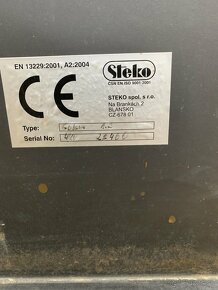 EN 13229:2001, A2:2004
Steko
ČSN EN ISO 9001:2001
CE
STEKO spol. s r.o.
Na Brankách 2
BLANSKO
CZ-678 01
Type:
Serial No: